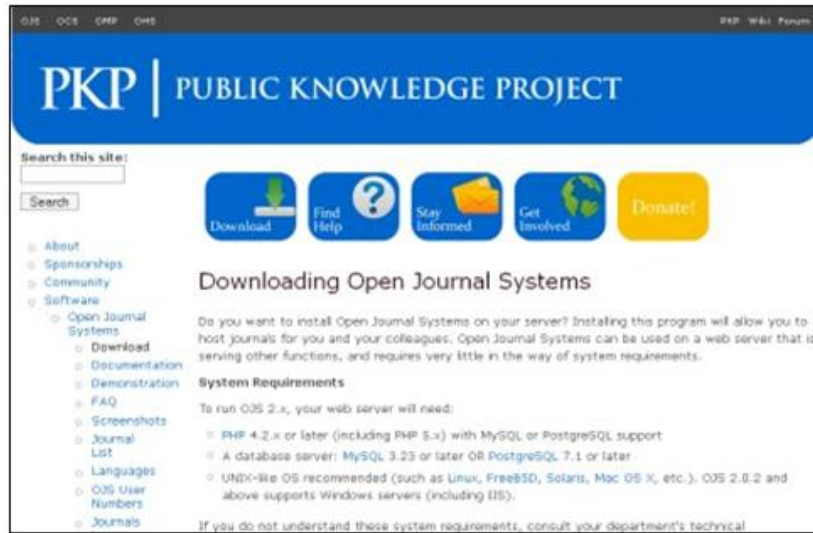 OJS OCS OMP OHS
PKP Wiki Forum
PKP | PUBLIC KNOWLEDGE PROJECT
Search this site:
Search
Download
Find
Help
Stay
Informed
Get
Involved
Donate!
About
Sponsorships
Community
Software
Open Journal
Systems
Download
Documentation
Demonstration
FAQ
Screenshots
Journal
List
Languages
OJS User
Numbers
Journals
Downloading Open Journal Systems
Do you want to install Open Journal Systems on your server? Installing this program will allow you to
host journals for you and your colleagues. Open Journal Systems can be used on a web server that is
serving other functions, and requires very little in the way of system requirements.
System Requirements
To run OJS 2.x, your web server will need:
PHP 4.2.x or later (including PHP 5.x) with MySQL or PostgreSQL support
A database server: MySQL 3.23 or later OR PostgreSQL 7.1 or later
UNIX-like OS recommended (such as Linux, FreeBSD, Solaris, Mac OS X, etc.). OJS 2.0.2 and
above supports Windows servers (including IIS).
If you do not understand these system requirements, consult your department's technical